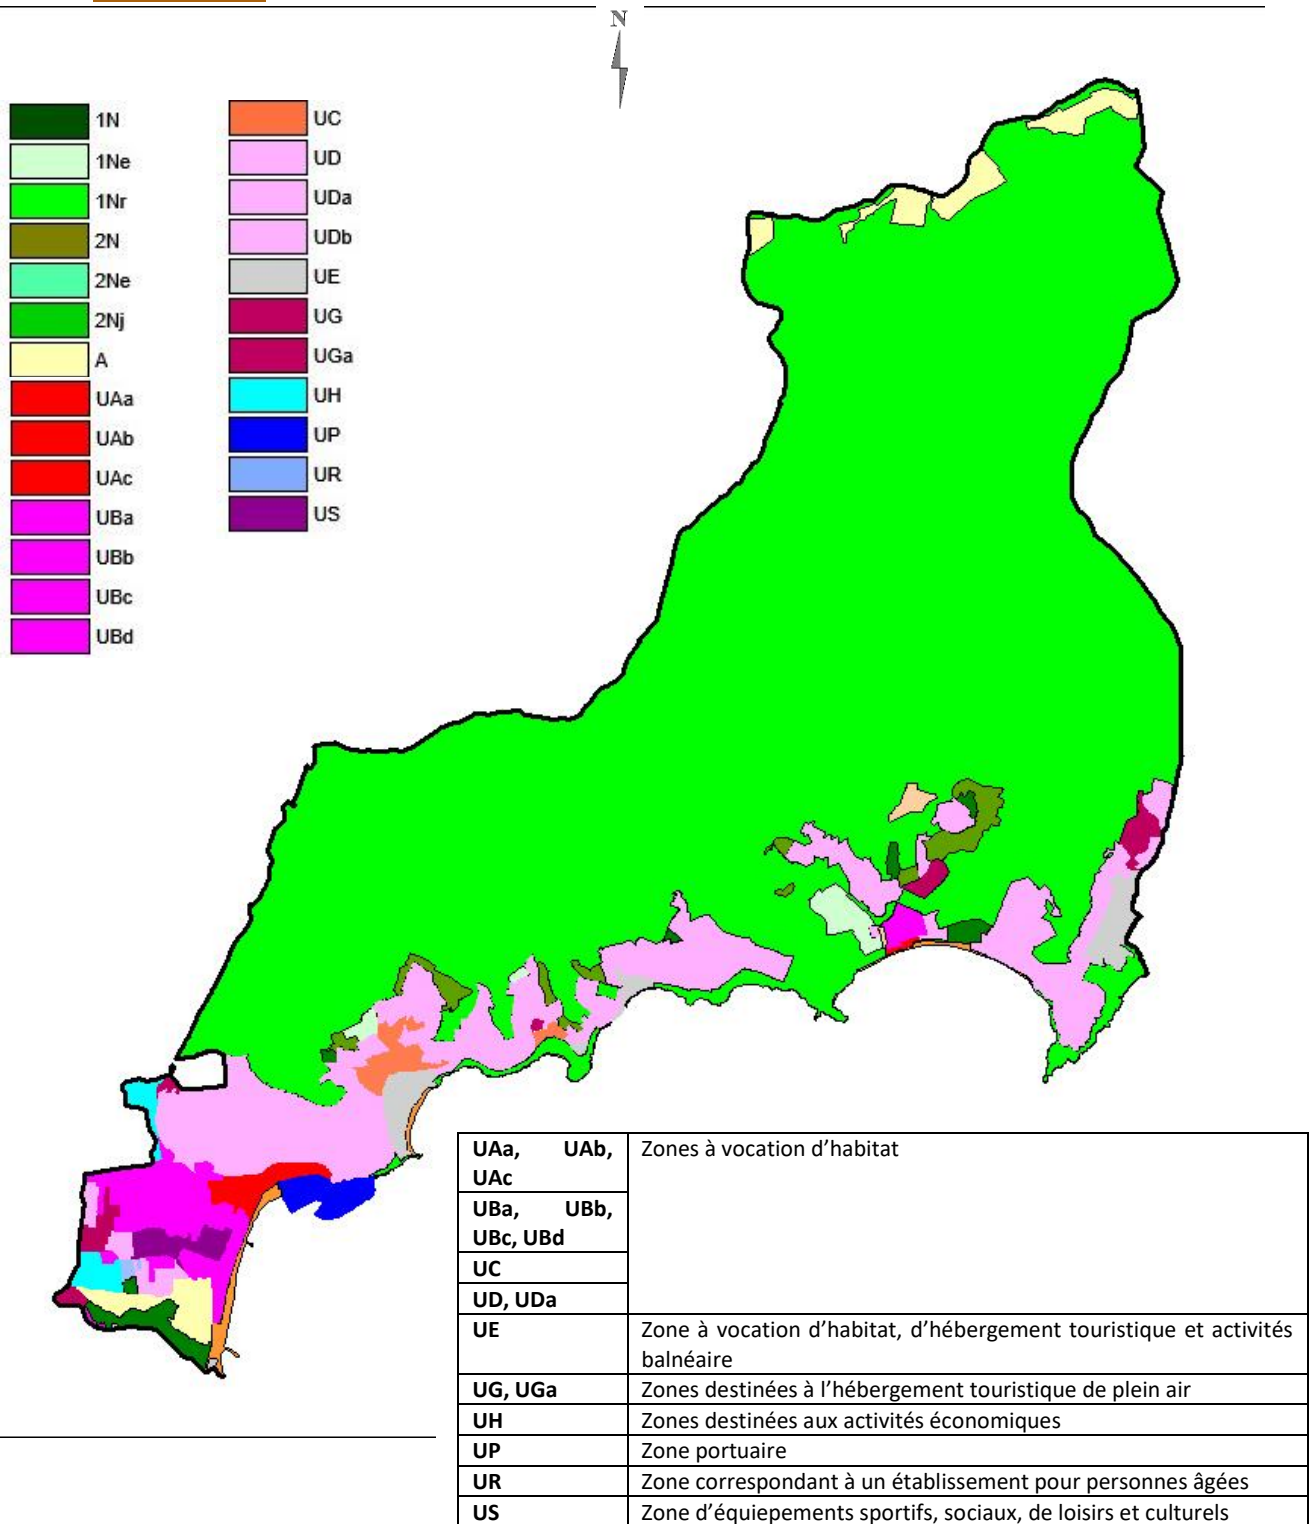 N
1N
1Ne
1Nr
2N
2Ne
2Nj
A
UAa
UAb
UAc
UBa
UBb
UBc
UBd
UC
UD
UDa
UDb
UE
UG
UGa
UH
UP
UR
US
UAa, UAb,
UAc
Zones à vocation d’habitat
UBa, UBb,
UBc, UBd
UC
UD, UDa
UE
Zone à vocation d’habitat, d’hébergement touristique et activités
balnéaire
UG, UGa
Zones destinées à l’hébergement touristique de plein air
UH
Zones destinées aux activités économiques
UP
Zone portuaire
UR
Zone correspondant à un établissement pour personnes âgées
US
Zone d’équiepements sportifs, sociaux, de loisirs et culturels